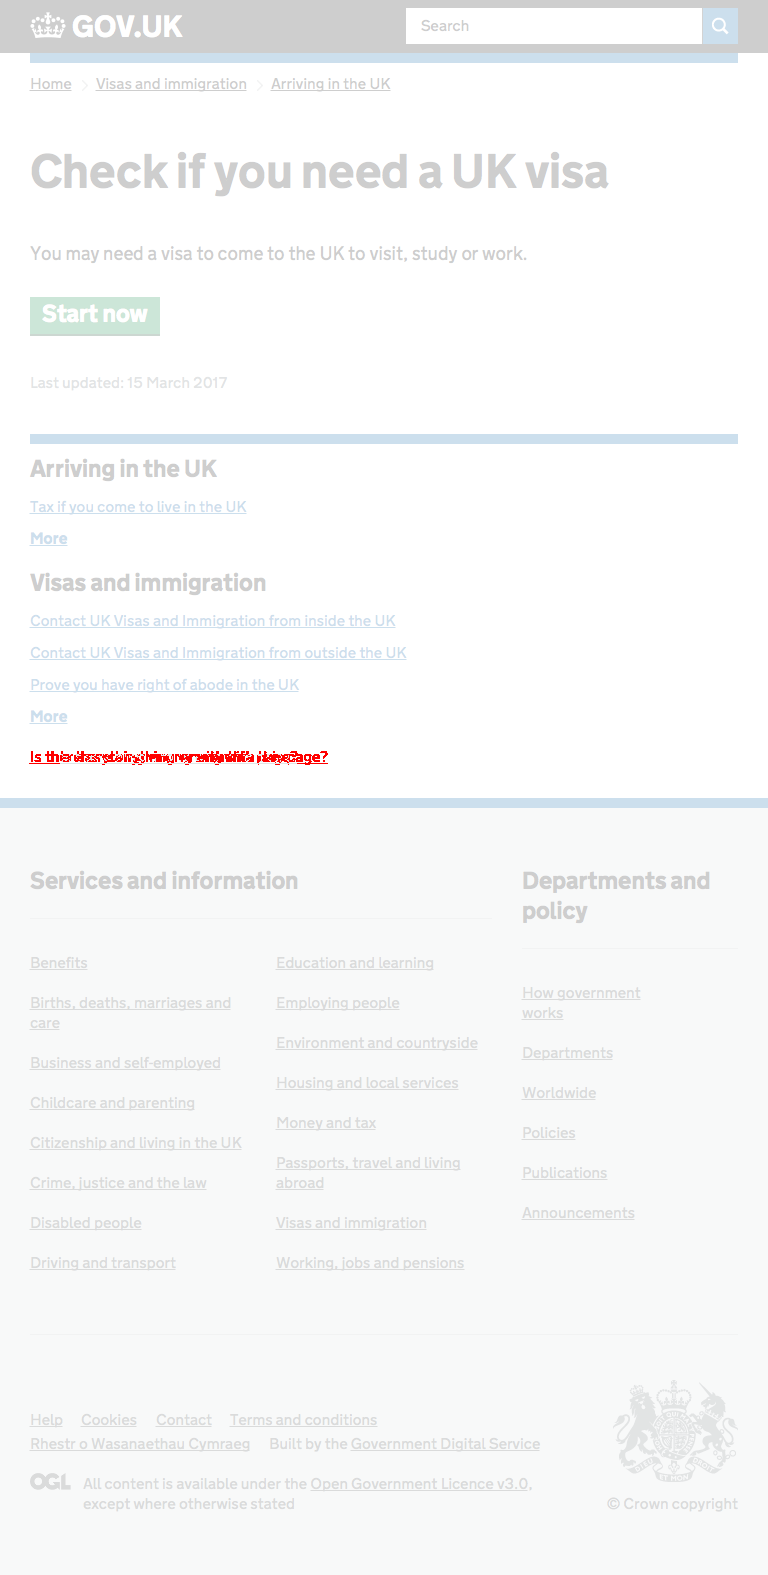 GOV.UK
Search
Home Visas and immigration Arriving in the UK
Check if you need a UK visa
You may need a visa to come to the UK to visit, study or work.
Start now
Last updated: 15 March 2017
Arriving in the UK
Tax if you come to live in the UK
More
Visas and immigration
Contact UK Visas and Immigration from inside the UK
Contact UK Visas and Immigration from outside the UK
Prove you have right of abode in the UK
More
Services and information
Benefits
Births, deaths, marriages and
care
Business and self-employed
Childcare and parenting
Citizenship and living in the UK
Crime, justice and the law
Disabled people
Driving and transport
Education and learning
Employing people
Environment and countryside
Housing and local services
Money and tax
Passports, travel and living
abroad
Visas and immigration
Working, jobs and pensions
Departments and
policy
How government
works
Departments
Worldwide
Policies
Publications
Announcements
Help Cookies Contact Terms and conditions
Rhestr o Wasanaethau Cymraeg Built by the Government Digital Service
OGL All content is available under the Open Government Licence v3.0,
except where otherwise stated
© Crown copyright